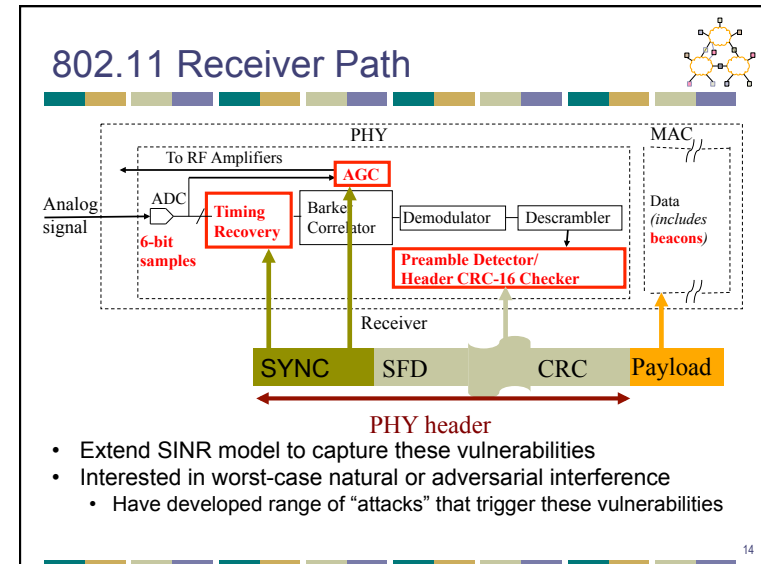 802.11 Receiver Path
PHY
MAC
To RF Amplifiers
AGC
Analog
signal
ADC
6-bit
samples
Timing
Recovery
Barker
Correlator
Demodulator
Descrambler
Preamble Detector/
Header CRC-16 Checker
Data
(includes
beacons)
Receiver
SYNC
SFD
CRC
Payload
PHY header
• Extend SINR model to capture these vulnerabilities
• Interested in worst-case natural or adversarial interference
• Have developed range of “attacks” that trigger these vulnerabilities
14